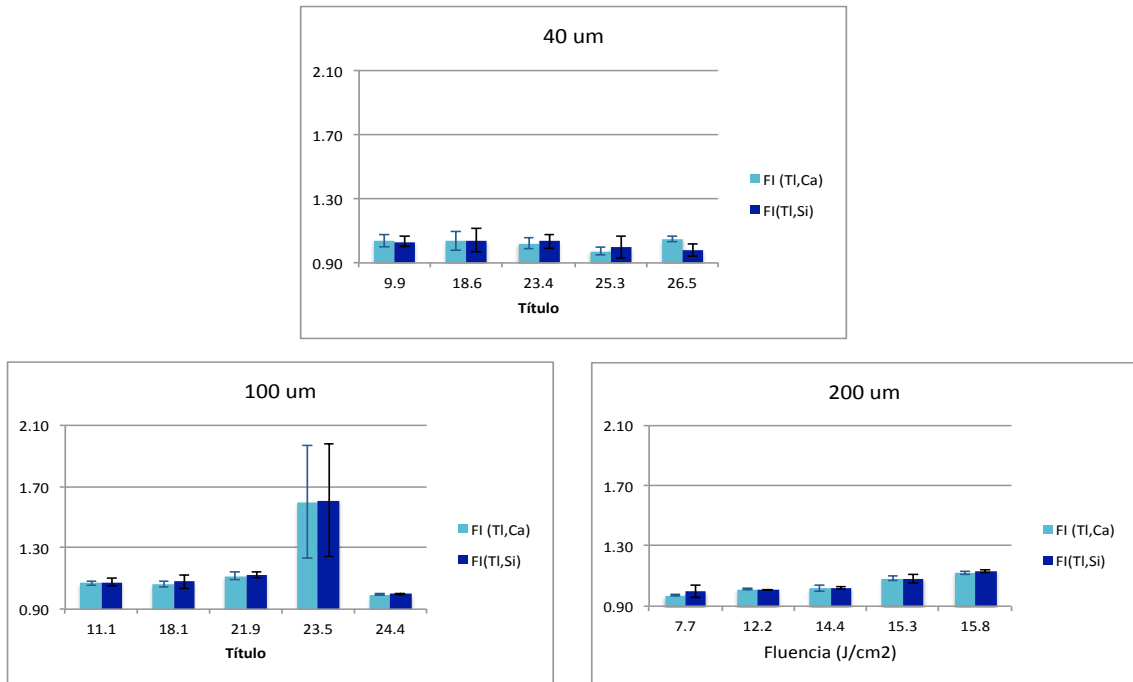 40 um
2.10
1.70
1.30
0.90
FI (Tl,Ca)
FI(Tl,Si)
9.9 18.6 23.4 25.3 26.5
Título
100 um
2.10
1.70
1.30
0.90
FI (Tl,Ca)
FI(Tl,Si)
11.1 18.1 21.9 23.5 24.4
Título
200 um
2.10
1.70
1.30
0.90
FI (Tl,Ca)
FI(Tl,Si)
7.7 12.2 14.4 15.3 15.8
Fluencia (J/cm2)